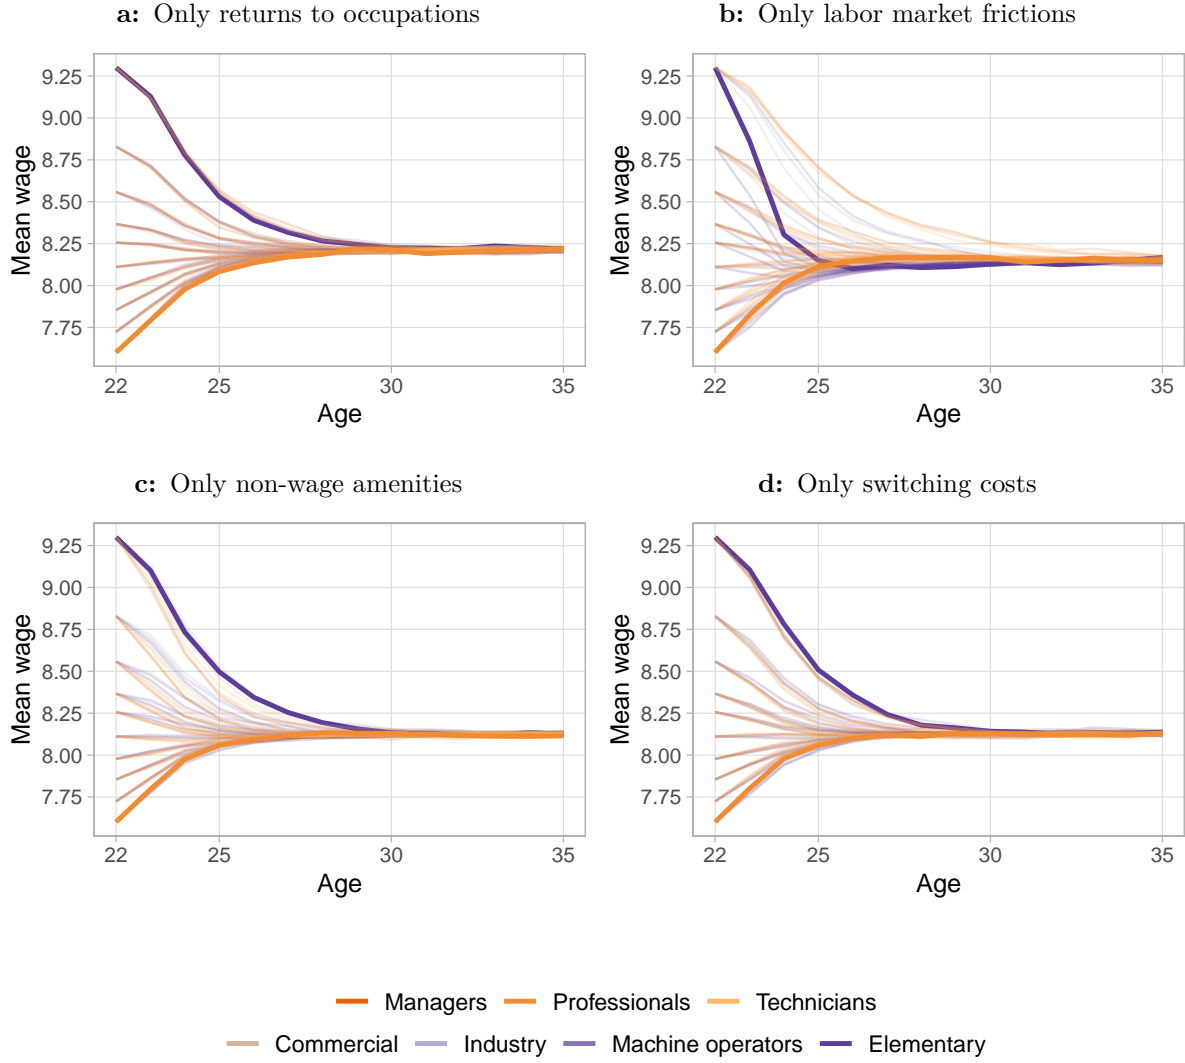 a: Only returns to occupations
b: Only labor market frictions
Mean wage
9.25
9.00
8.75
8.50
8.25
8.00
7.75
22 25 30 35
Age
Mean wage
9.25
9.00
8.75
8.50
8.25
8.00
7.75
22 25 30 35
Age
c: Only non-wage amenities
d: Only switching costs
Mean wage
9.25
9.00
8.75
8.50
8.25
8.00
7.75
22 25 30 35
Age
Mean wage
9.25
9.00
8.75
8.50
8.25
8.00
7.75
22 25 30 35
Age
Managers Professionals Technicians
Commercial Industry Machine operators Elementary